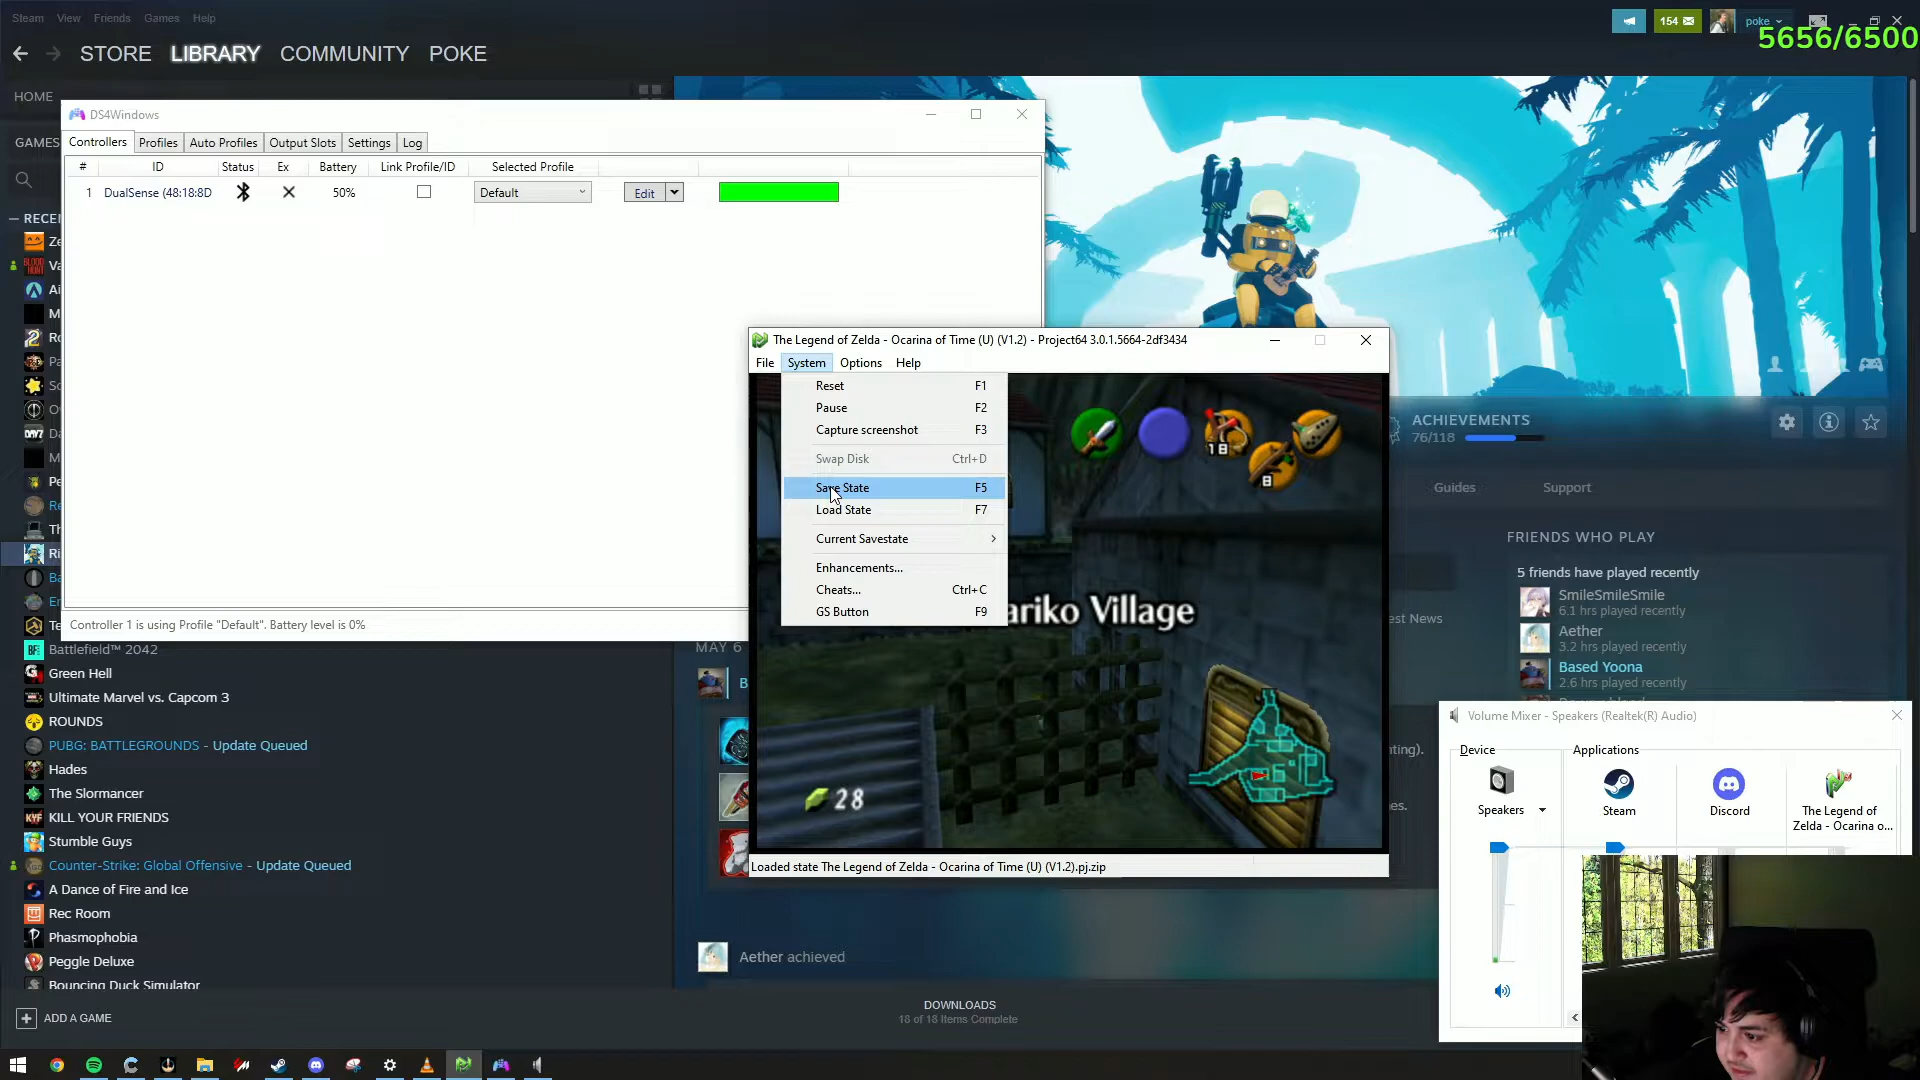 Steam View Friends Games Help
154
poke
5656/6500
STORE LIBRARY COMMUNITY POKE
HOME
GAMES
DS4Windows
Controllers Profiles Auto Profiles Output Slots Settings Log
# ID Status Ex Battery Link Profile/ID Selected Profile
1 DualSense (48:18:8D 50% Default Edit
Controller 1 is using Profile "Default". Battery level is 0%
RECE
Battlefield™ 2042
Green Hell
Ultimate Marvel vs. Capcom 3
ROUNDS
PUBG: BATTLEGROUNDS - Update Queued
Hades
The Slormancer
KILL YOUR FRIENDS
Stumble Guys
Counter-Strike: Global Offensive - Update Queued
A Dance of Fire and Ice
Rec Room
Phasmophobia
Peggle Deluxe
Bouncing Duck Simulator
ADD A GAME
The Legend of Zelda - Ocarina of Time (U) (V1.2) - Project64 3.0.1.5664-2df3434
File System Options Help
Reset F1
Pause F2
Capture screenshot F3
Swap Disk Ctrl+D
Save State F5
Load State F7
Current Savestate
Enhancements...
Cheats... Ctrl+C
GS Button F9
18
8
ariko Village
28
Loaded state The Legend of Zelda - Ocarina of Time (U) (V1.2).pj.zip
ACHIEVEMENTS
76/118
Guides Support
FRIENDS WHO PLAY
5 friends have played recently
SmileSmileSmile
6.1 hrs played recently
Aether
3.2 hrs played recently
Based Yoona
2.6 hrs played recently
est News
MAY 6
B
ting).
es.
Aether achieved
DOWNLOADS
18 of 18 Items Complete
Volume Mixer - Speakers (Realtek(R) Audio)
Device Applications
Speakers Steam Discord The Legend of
Zelda - Ocarina o...